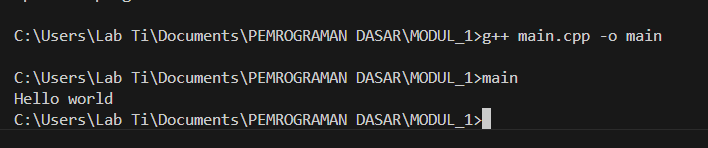 C:\Users\Lab Ti\Documents\PEMROGRAMAN DASAR\MODUL_1>g++ main.cpp -o main
C:\Users\Lab Ti\Documents\PEMROGRAMAN DASAR\MODUL_1>main
Hello world
C:\Users\Lab Ti\Documents\PEMROGRAMAN DASAR\MODUL_1>